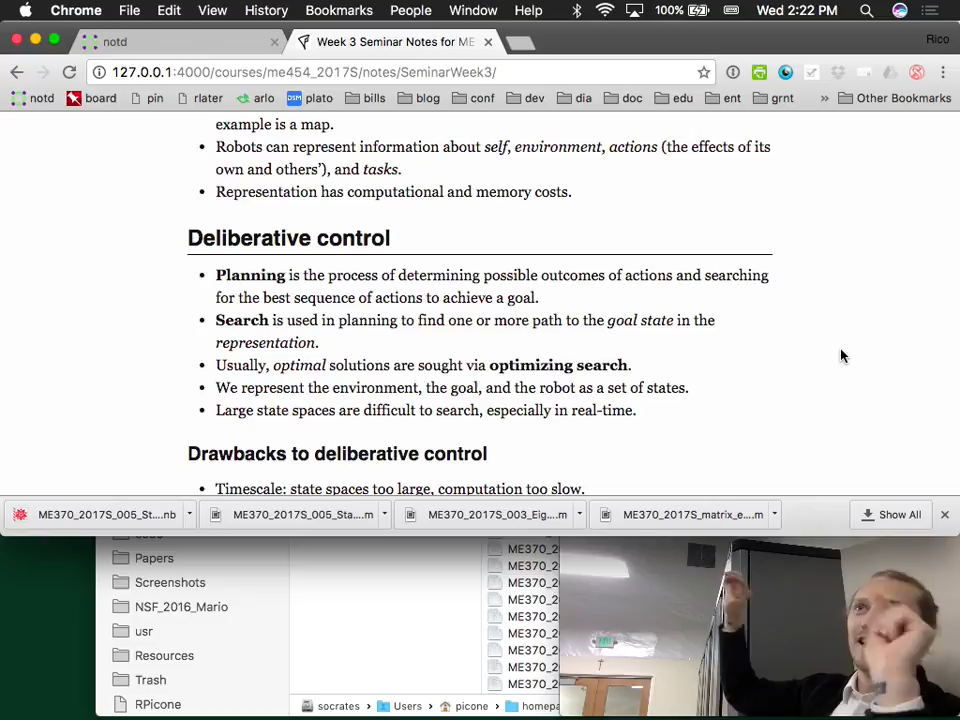 Chrome File Edit View History Bookmarks People Window Help 100% Wed 2:22 PM
notd Week 3 Seminar Notes for ME Rico
127.0.0.1:4000/courses/me454_2017S/notes/SeminarWeek3/
notd board pin rlater arlo plato bills blog conf dev dia doc edu ent grnt » Other Bookmarks
example is a map.
• Robots can represent information about self, environment, actions (the effects of its
own and others’), and tasks.
• Representation has computational and memory costs.
Deliberative control
• Planning is the process of determining possible outcomes of actions and searching
for the best sequence of actions to achieve a goal.
• Search is used in planning to find one or more path to the goal state in the
representation.
• Usually, optimal solutions are sought via optimizing search.
• We represent the environment, the goal, and the robot as a set of states.
• Large state spaces are difficult to search, especially in real-time.
Drawbacks to deliberative control
• Timescale: state spaces too large, computation too slow.
ME370_2017S_005_St....nb ME370_2017S_005_Sta....m ME370_2017S_003_Eig....m ME370_2017S_matrix_e....m Show All
ME370_2
Papers ME370_2
Screenshots ME370_2
NSF_2016_Mario ME370_2
usr ME370_2
Resources ME370_2
Trash ME370_2
RPicone socrates Users picone homepa